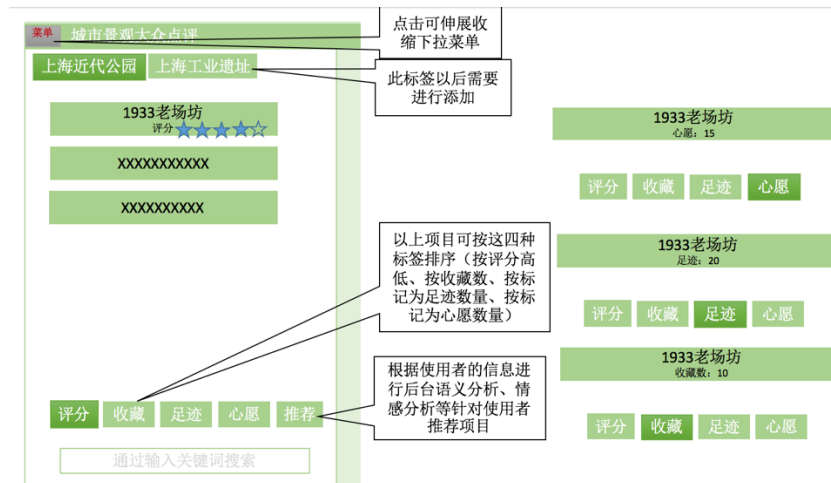 菜单
城市景观大众点评
上海近代公园
上海工业遗址
1933老场坊
评分
XXXXXXXXXXX
XXXXXXXXXX
评分
收藏
足迹
心愿
推荐
通过输入关键词搜索
点击可伸展收
缩下拉菜单
此标签以后需要
进行添加
以上项目可按这四种
标签排序（按评分高
低、按收藏数、按标
记为足迹数量、按标
记为心愿数量）
根据使用者的信息进
行后台语义分析、情
感分析等针对使用者
推荐项目
1933老场坊
心愿：15
评分
收藏
足迹
心愿
1933老场坊
足迹：20
评分
收藏
足迹
心愿
1933老场坊
收藏数：10
评分
收藏
足迹
心愿